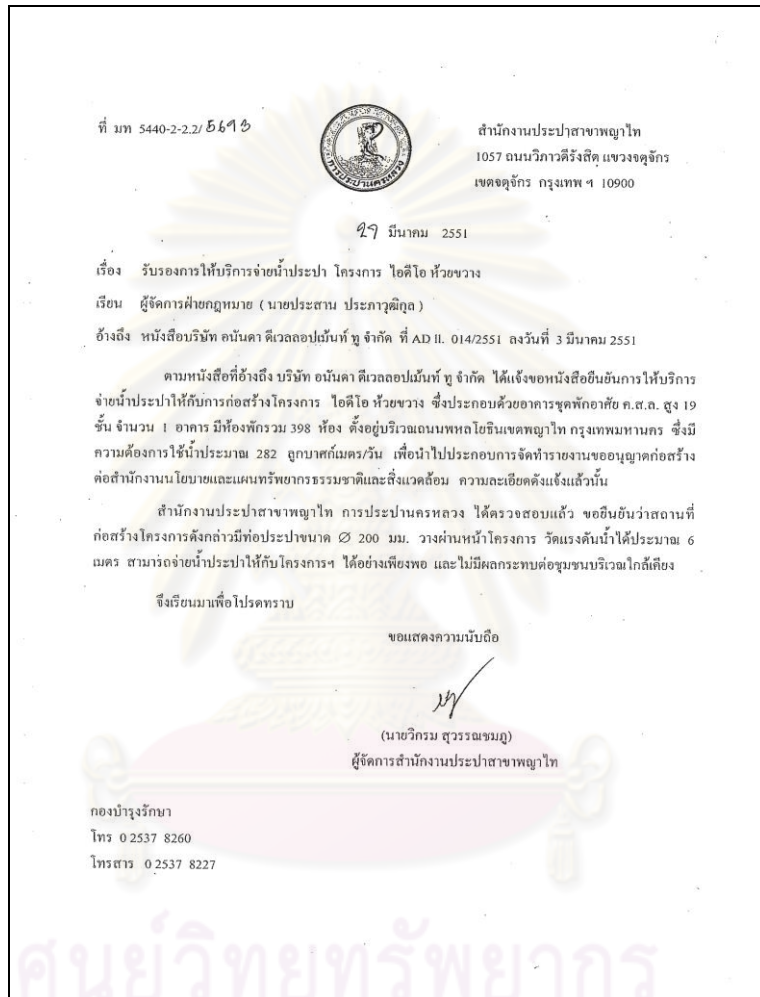 ที่ มท 5440-2-2.2/5693
การประปานครหลวง
สำนักงานประปาสาขาพญาไท
1057 ถนนวิภาวดีรังสิต แขวงจตุจักร
เขตจตุจักร กรุงเทพ ฯ 10900
27 มีนาคม 2551
เรื่อง รับรองการให้บริการจ่ายน้ำประปา โครงการ ไอดีโอ ห้วยขวาง
เรียน ผู้จัดการฝ่ายกฎหมาย ( นายประสาน ประภาวุฒิกุล )
อ้างถึง หนังสือบริษัท อนันดา ดีเวลลอปเม้นท์ ทู จำกัด ที่ AD II. 014/2551 ลงวันที่ 3 มีนาคม 2551
ตามหนังสือที่อ้างถึง บริษัท อนันดา ดีเวลลอปเม้นท์ ทู จำกัด ได้แจ้งขอหนังสือยืนยันการให้บริการ
จ่ายน้ำประปาให้กับการก่อสร้างโครงการ ไอดีโอ ห้วยขวาง ซึ่งประกอบด้วยอาคารชุดพักอาศัย ค.ส.ล. สูง 19
ชั้น จำนวน 1 อาคาร มีห้องพักรวม 398 ห้อง ตั้งอยู่บริเวณถนนพหลโยธินเขตพญาไท กรุงเทพมหานคร ซึ่งมี
ความต้องการใช้น้ำประมาณ 282 ลูกบาศก์เมตร/วัน เพื่อนำไปประกอบการจัดทำรายงานขออนุญาตก่อสร้าง
ต่อสำนักงานนโยบายและแผนทรัพยากรธรรมชาติและสิ่งแวดล้อม ความละเอียดดังแจ้งแล้วนั้น
สำนักงานประปาสาขาพญาไท การประปานครหลวง ได้ตรวจสอบแล้ว ขอยืนยันว่าสถานที่
ก่อสร้างโครงการดังกล่าวมีท่อประปาขนาด Ø 200 มม. วางผ่านหน้าโครงการ วัดแรงดันน้ำได้ประมาณ 6
เมตร สามารถจ่ายน้ำประปาให้กับโครงการฯ ได้อย่างเพียงพอ และไม่มีผลกระทบต่อชุมชนบริเวณใกล้เคียง
จึงเรียนมาเพื่อโปรดทราบ
ขอแสดงความนับถือ
(นายวิกรม สุวรรณชมภู)
ผู้จัดการสำนักงานประปาสาขาพญาไท
กองบำรุงรักษา
โทร 0 2537 8260
โทรสาร 0 2537 8227
ศูนย์วิทยทรัพยากร